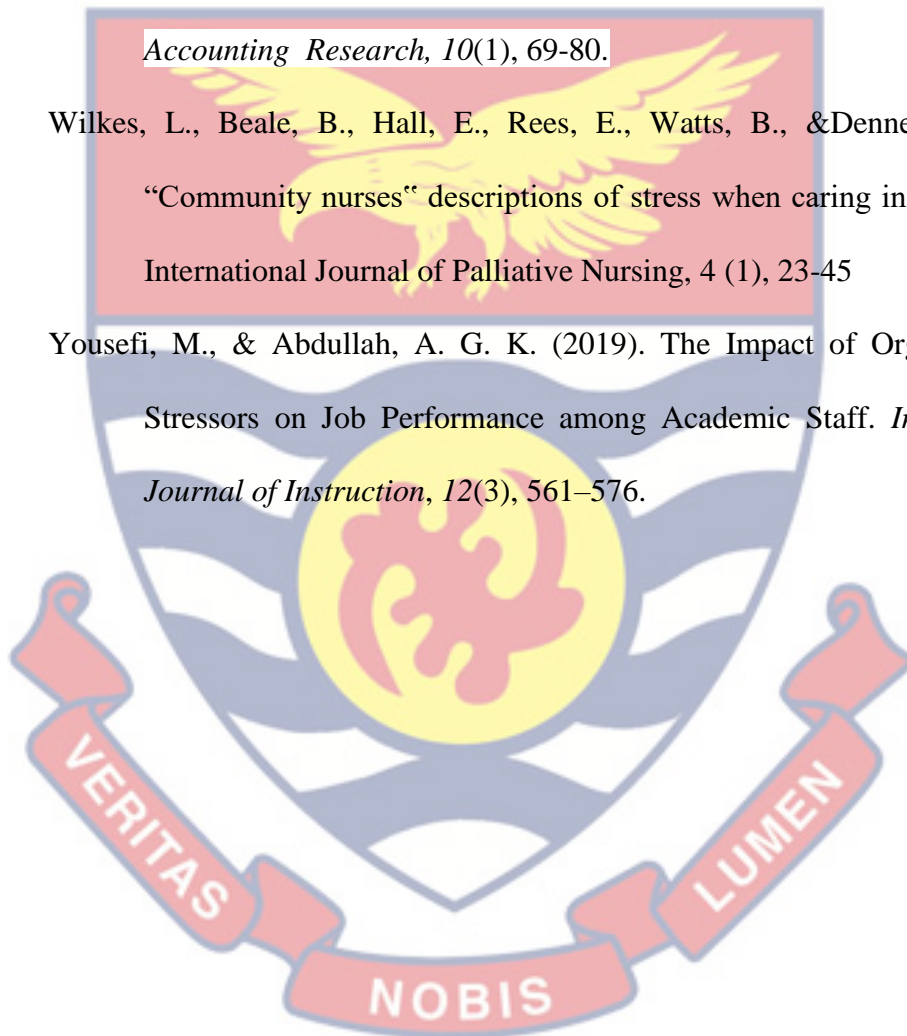 Accounting Research, 10(1), 69-80.
Wilkes, L., Beale, B., Hall, E., Rees, E., Watts, B., &Denne
“Community nurses‟ descriptions of stress when caring in
International Journal of Palliative Nursing, 4 (1), 23-45
Yousefi, M., & Abdullah, A. G. K. (2019). The Impact of Or
Stressors on Job Performance among Academic Staff. In
Journal of Instruction, 12(3), 561–576.
VERITAS
NOBIS
LUMEN